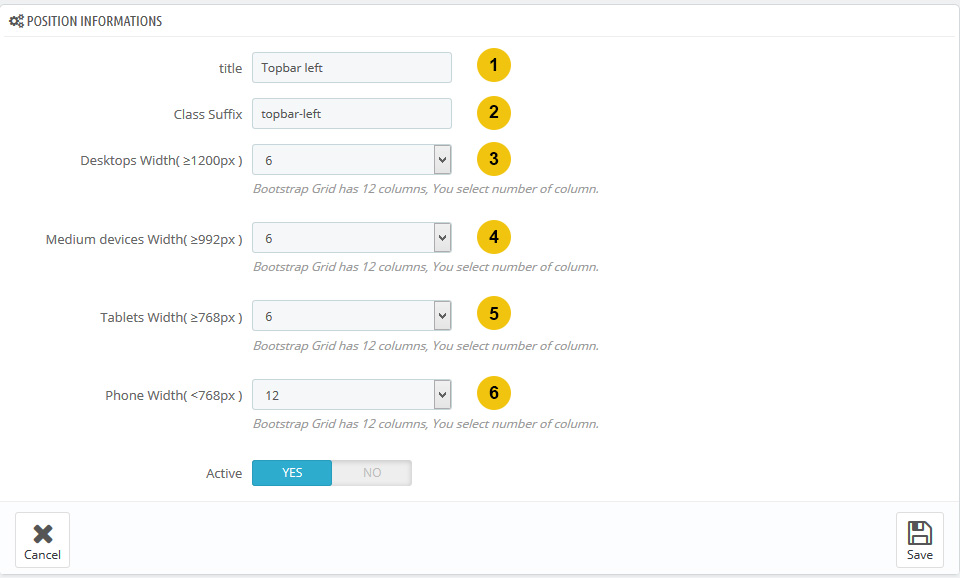 POSITION INFORMATIONS
title Topbar left 1
Class Suffix topbar-left 2
Desktops Width( ≥1200px ) 6 3
Bootstrap Grid has 12 columns, You select number of column.
Medium devices Width( ≥992px ) 6 4
Bootstrap Grid has 12 columns, You select number of column.
Tablets Width( ≥768px ) 6 5
Bootstrap Grid has 12 columns, You select number of column.
Phone Width( <768px ) 12 6
Bootstrap Grid has 12 columns, You select number of column.
Active YES NO
Cancel Save